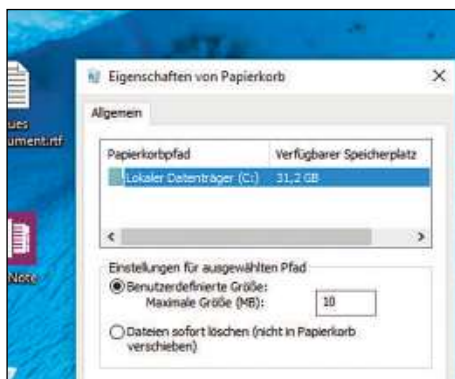 ues
ument.rtf
Note
Eigenschaften von Papierkorb
Allgemein
Papierkorbpfad Verfügbarer Speicherplatz
Lokaler Datenträger (C:) 31,2 GB
Einstellungen für ausgewählten Pfad
Benutzerdefinierte Größe:
Maximale Größe (MB): 10
Dateien sofort löschen (nicht in Papierkorb
verschieben)